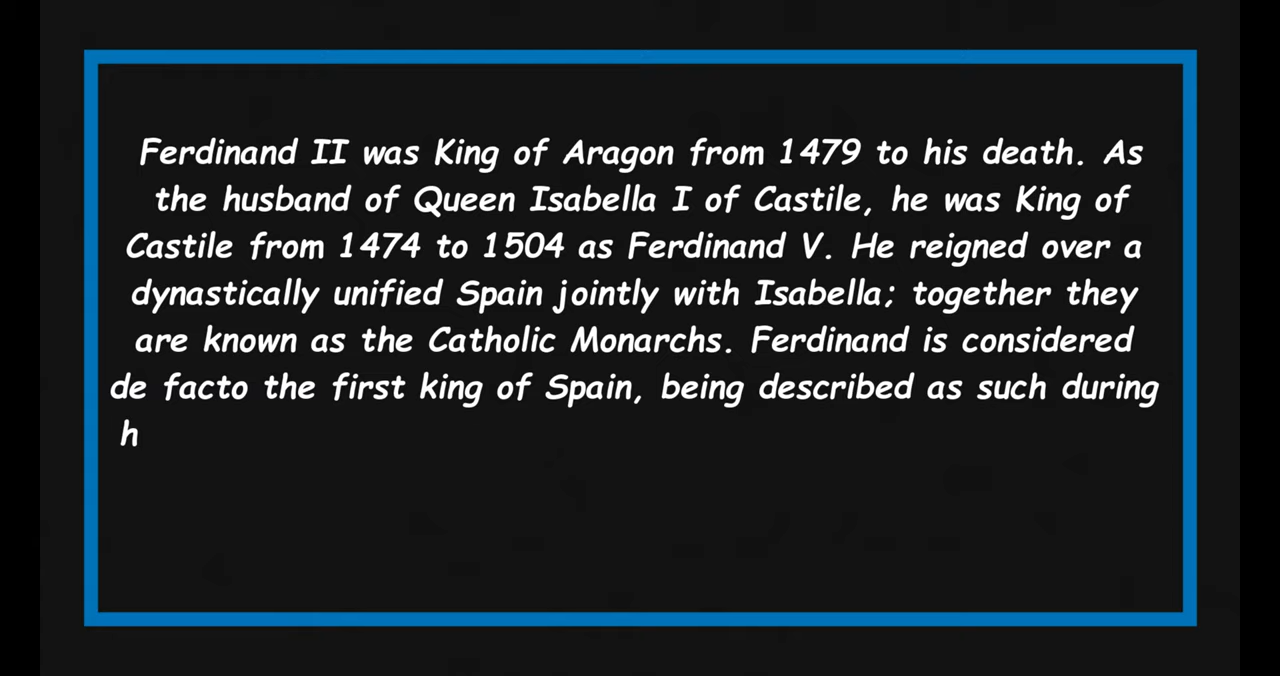 Ferdinand II was King of Aragon from 1479 to his death. As
the husband of Queen Isabella I of Castile, he was King of
Castile from 1474 to 1504 as Ferdinand V. He reigned over a
dynastically unified Spain jointly with Isabella; together they
are known as the Catholic Monarchs. Ferdinand is considered
de facto the first king of Spain, being described as such during
h